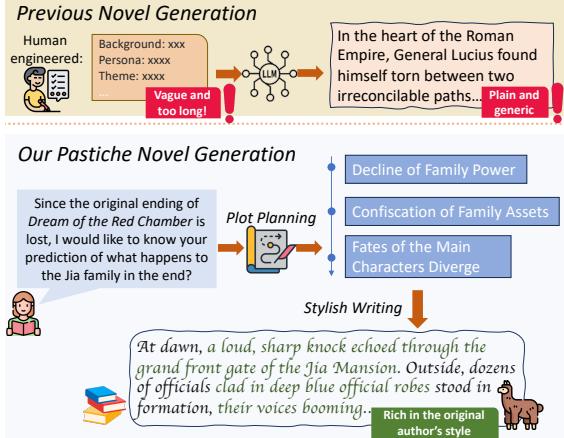 Previous Novel Generation
Human
engineered:
Background: xxx
Persona: xxxx
Theme: xxxx
...
Vague and
too long!
LLM
In the heart of the Roman
Empire, General Lucius found
himself torn between two
irreconcilable paths...
Plain and
generic
Our Pastiche Novel Generation
Since the original ending of
Dream of the Red Chamber is
lost, I would like to know your
prediction of what happens to
the Jia family in the end?
Plot Planning
Decline of Family Power
Confiscation of Family Assets
Fates of the Main
Characters Diverge
Stylish Writing
At dawn, a loud, sharp knock echoed through the
grand front gate of the Jia Mansion. Outside, dozens
of officials clad in deep blue official robes stood in
formation, their voices booming..
Rich in the original
author's style